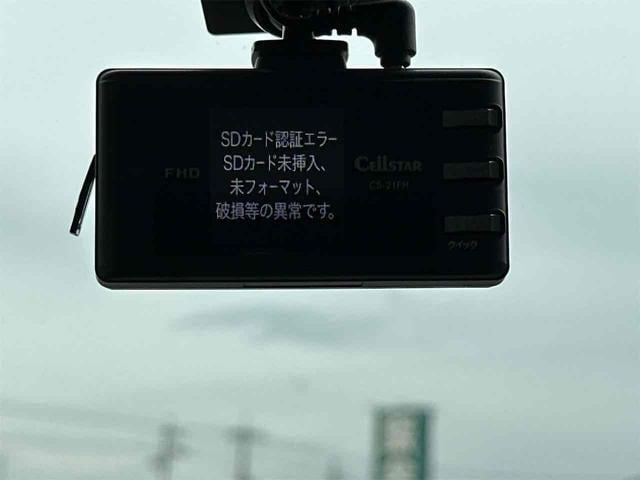 SDカード認証エラー
SDカード未挿入、
未フォーマット、
破損等の異常です。
FHD
CELLSTAR
CS-21FH
クイック